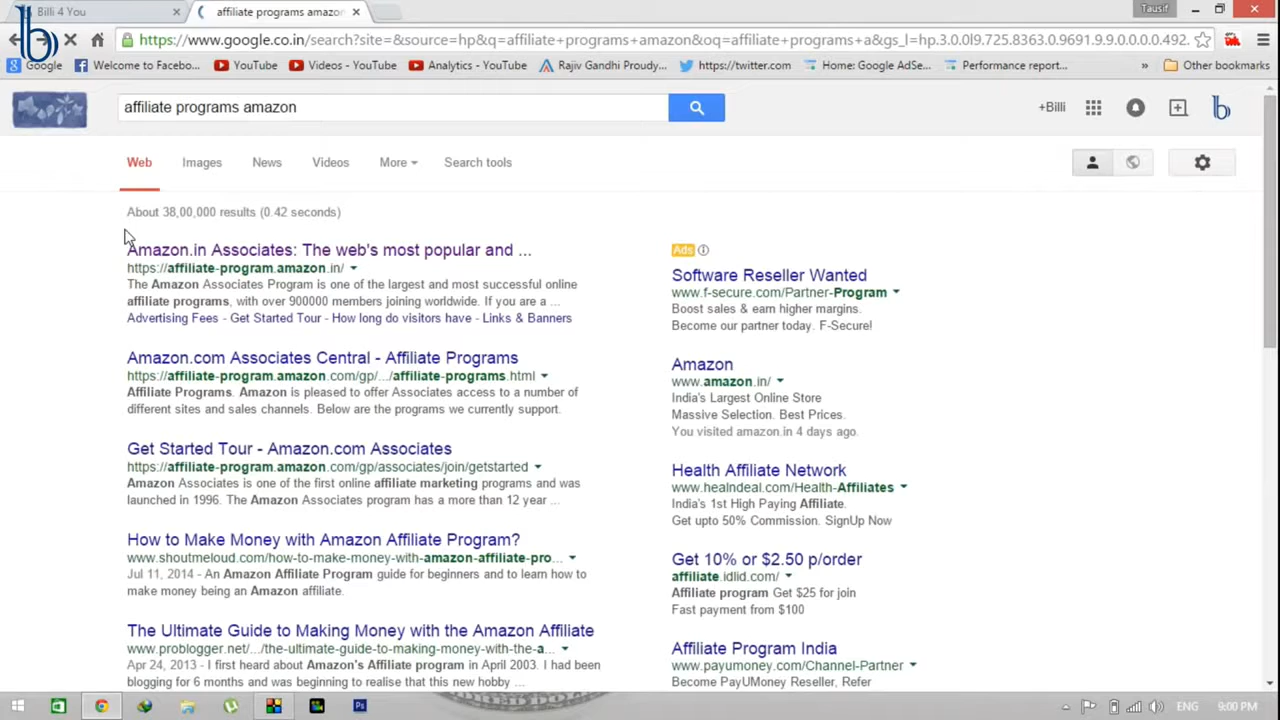 Billi 4 You
affiliate programs amazon
Tausif
https://www.google.co.in/search?site=&source=hp&q=affiliate+programs+amazon&oq=affiliate+programs+a&gs_l=hp.3.0.0l9.725.8363.0.9691.9.9.0.0.0.0.492.
Google
Welcome to Facebo...
YouTube
Videos - YouTube
Analytics - YouTube
Rajiv Gandhi Proudy...
https://twitter.com
Home: Google AdSe...
Performance report...
»
Other bookmarks
b
affiliate programs amazon
+Billi
b
Web
Images
News
Videos
More
Search tools
About 38,00,000 results (0.42 seconds)
Amazon.in Associates: The web's most popular and ...
https://affiliate-program.amazon.in/
The Amazon Associates Program is one of the largest and most successful online
affiliate programs, with over 900000 members joining worldwide. If you are a ...
Advertising Fees - Get Started Tour - How long do visitors have - Links & Banners
Amazon.com Associates Central - Affiliate Programs
https://affiliate-program.amazon.com/gp/.../affiliate-programs.html
Affiliate Programs. Amazon is pleased to offer Associates access to a number of
different sites and sales channels. Below are the programs we currently support.
Get Started Tour - Amazon.com Associates
https://affiliate-program.amazon.com/gp/associates/join/getstarted
Amazon Associates is one of the first online affiliate marketing programs and was
launched in 1996. The Amazon Associates program has a more than 12 year ...
How to Make Money with Amazon Affiliate Program?
www.shoutmeloud.com/how-to-make-money-with-amazon-affiliate-pro...
Jul 11, 2014 - An Amazon Affiliate Program guide for beginners and to learn how to
make money being an Amazon affiliate.
The Ultimate Guide to Making Money with the Amazon Affiliate
www.problogger.net/.../the-ultimate-guide-to-making-money-with-the-a...
Apr 24, 2013 - I first heard about Amazon's Affiliate program in April 2003. I had been
blogging for 6 months and was beginning to realise that this new hobby ...
Ads
Software Reseller Wanted
www.f-secure.com/Partner-Program
Boost sales & earn higher margins.
Become our partner today. F-Secure!
Amazon
www.amazon.in/
India's Largest Online Store
Massive Selection. Best Prices.
You visited amazon.in 4 days ago.
Health Affiliate Network
www.healndeal.com/Health-Affiliates
India's 1st High Paying Affiliate.
Get upto 50% Commission. SignUp Now
Get 10% or $2.50 p/order
affiliate.idlid.com/
Affiliate program Get $25 for join
Fast payment from $100
Affiliate Program India
www.payumoney.com/Channel-Partner
Become PayUMoney Reseller, Refer
Ps
ENG
9:00 PM